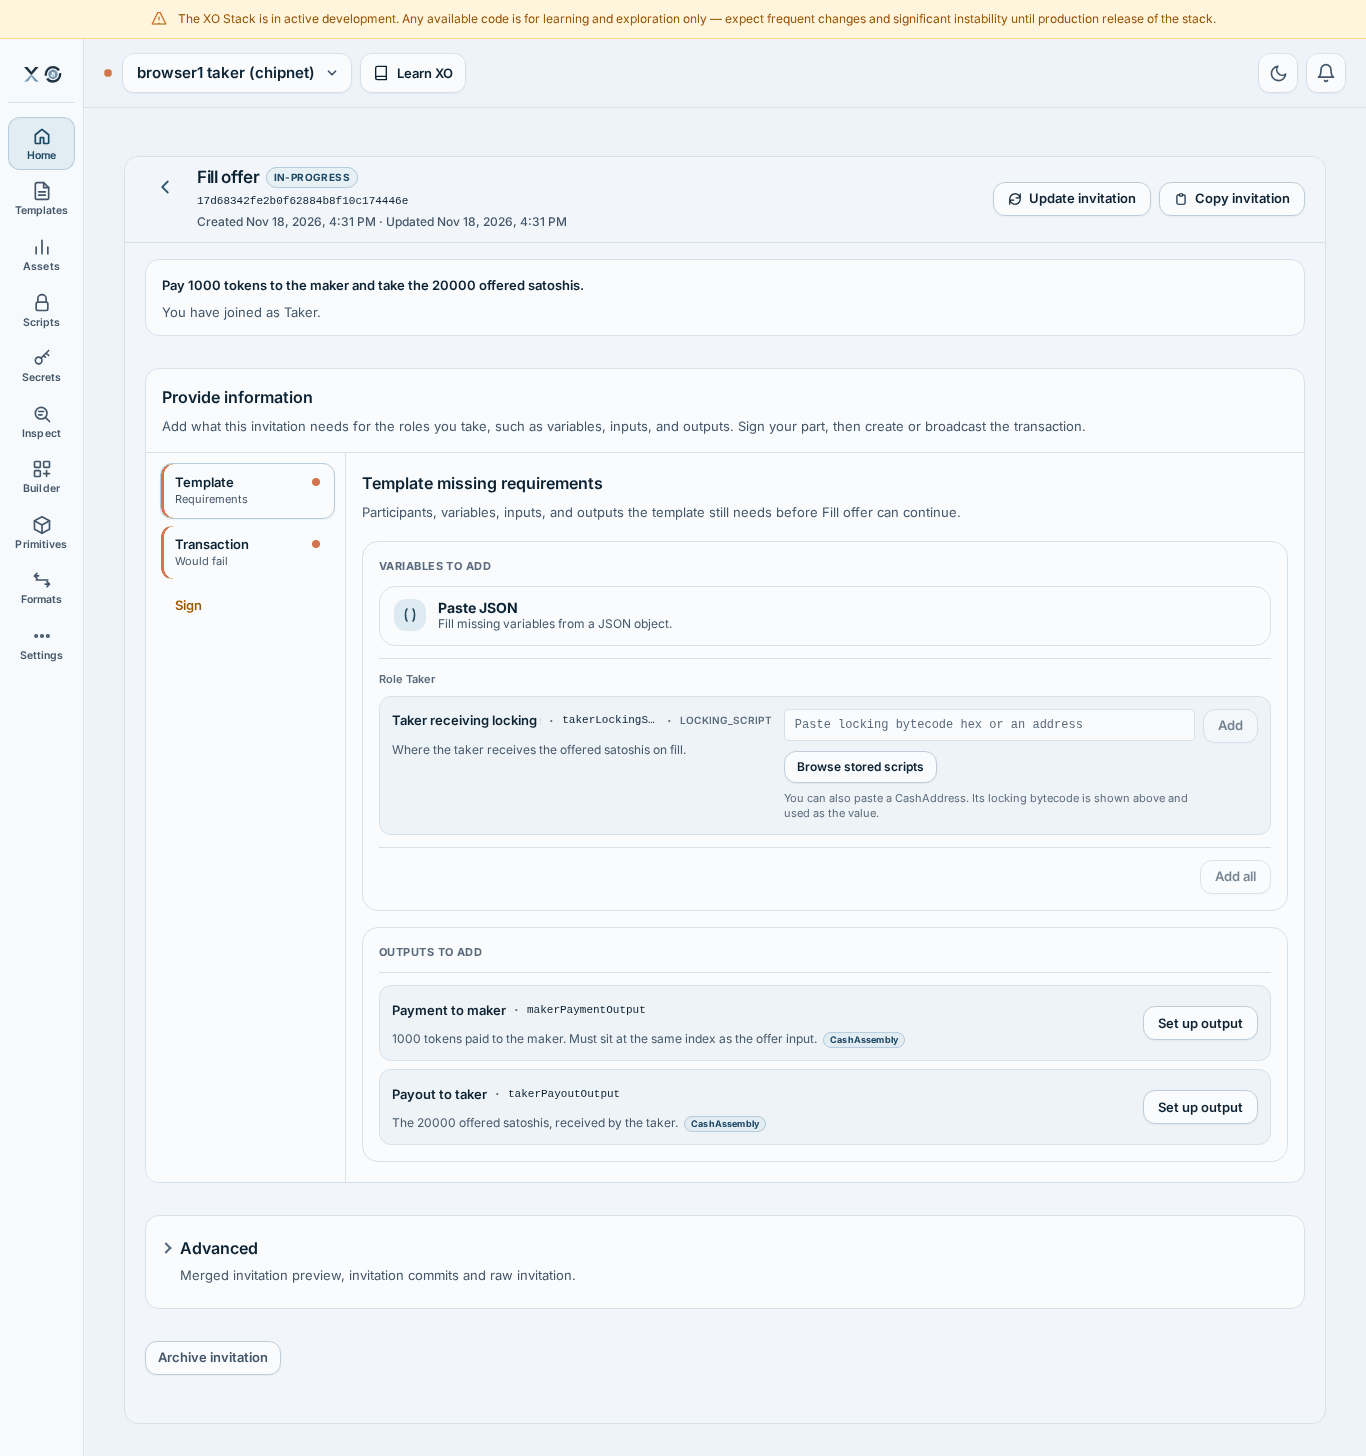 The XO Stack is in active development. Any available code is for learning and exploration only — expect frequent changes and significant instability until production release of the stack.
XO
browser1 taker (chipnet)
Learn XO
Home
Templates
Assets
Scripts
Secrets
Inspect
Builder
Primitives
Formats
Settings
Fill offer IN-PROGRESS
17d68342fe2b0f62884b8f10c174446e
Created Nov 18, 2026, 4:31 PM · Updated Nov 18, 2026, 4:31 PM
Update invitation
Copy invitation
Pay 1000 tokens to the maker and take the 20000 offered satoshis.
You have joined as Taker.
Provide information
Add what this invitation needs for the roles you take, such as variables, inputs, and outputs. Sign your part, then create or broadcast the transaction.
Template
Requirements
Transaction
Would fail
Sign
Template missing requirements
Participants, variables, inputs, and outputs the template still needs before Fill offer can continue.
VARIABLES TO ADD
Paste JSON
Fill missing variables from a JSON object.
Role Taker
Taker receiving locking · takerLockingS… · LOCKING_SCRIPT
Where the taker receives the offered satoshis on fill.
Paste locking bytecode hex or an address
Add
Browse stored scripts
You can also paste a CashAddress. Its locking bytecode is shown above and
used as the value.
Add all
OUTPUTS TO ADD
Payment to maker · makerPaymentOutput
1000 tokens paid to the maker. Must sit at the same index as the offer input. CashAssembly
Set up output
Payout to taker · takerPayoutOutput
The 20000 offered satoshis, received by the taker. CashAssembly
Set up output
Advanced
Merged invitation preview, invitation commits and raw invitation.
Archive invitation